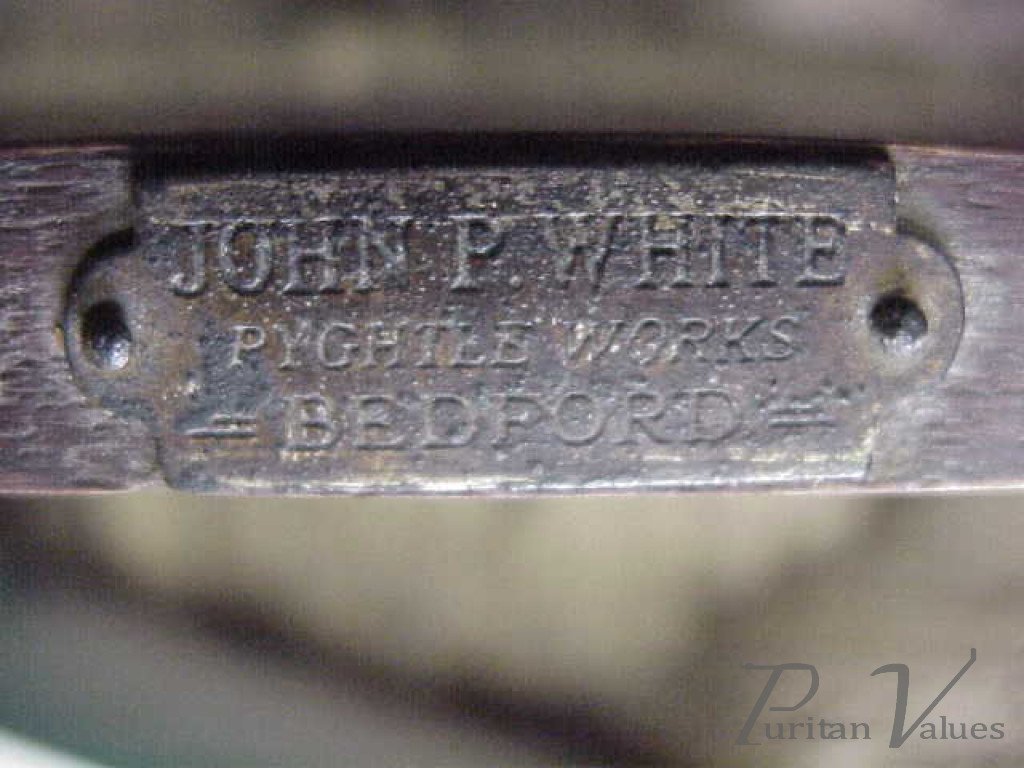 JOHN P. WHITE
PYGHTLE WORKS
BEDFORD
Puritan Values